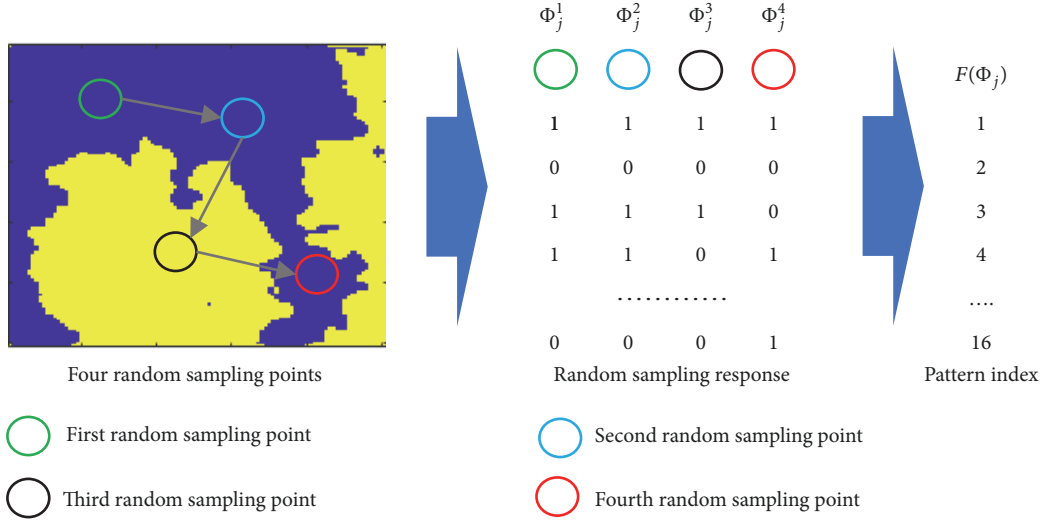 Φ_j^1 Φ_j^2 Φ_j^3 Φ_j^4
F(Φ_j)
1 1 1 1 1
0 0 0 0 2
1 1 1 0 3
1 1 0 1 4
............ ....
0 0 0 1 16
Four random sampling points Random sampling response Pattern index
First random sampling point Second random sampling point
Third random sampling point Fourth random sampling point